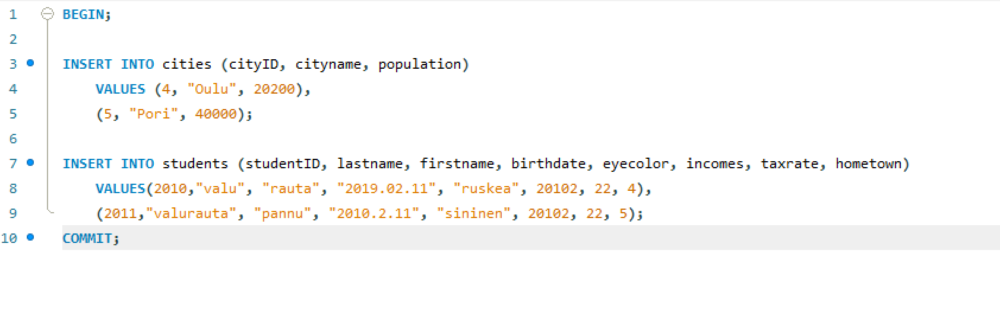 1 BEGIN;
2
3 INSERT INTO cities (cityID, cityname, population)
4 VALUES (4, "Oulu", 20200),
5 (5, "Pori", 40000);
6
7 INSERT INTO students (studentID, lastname, firstname, birthdate, eyecolor, incomes, taxrate, hometown)
8 VALUES(2010,"valu", "rauta", "2019.02.11", "ruskea", 20102, 22, 4),
9 (2011,"valurauta", "pannu", "2010.2.11", "sininen", 20102, 22, 5);
10 COMMIT;